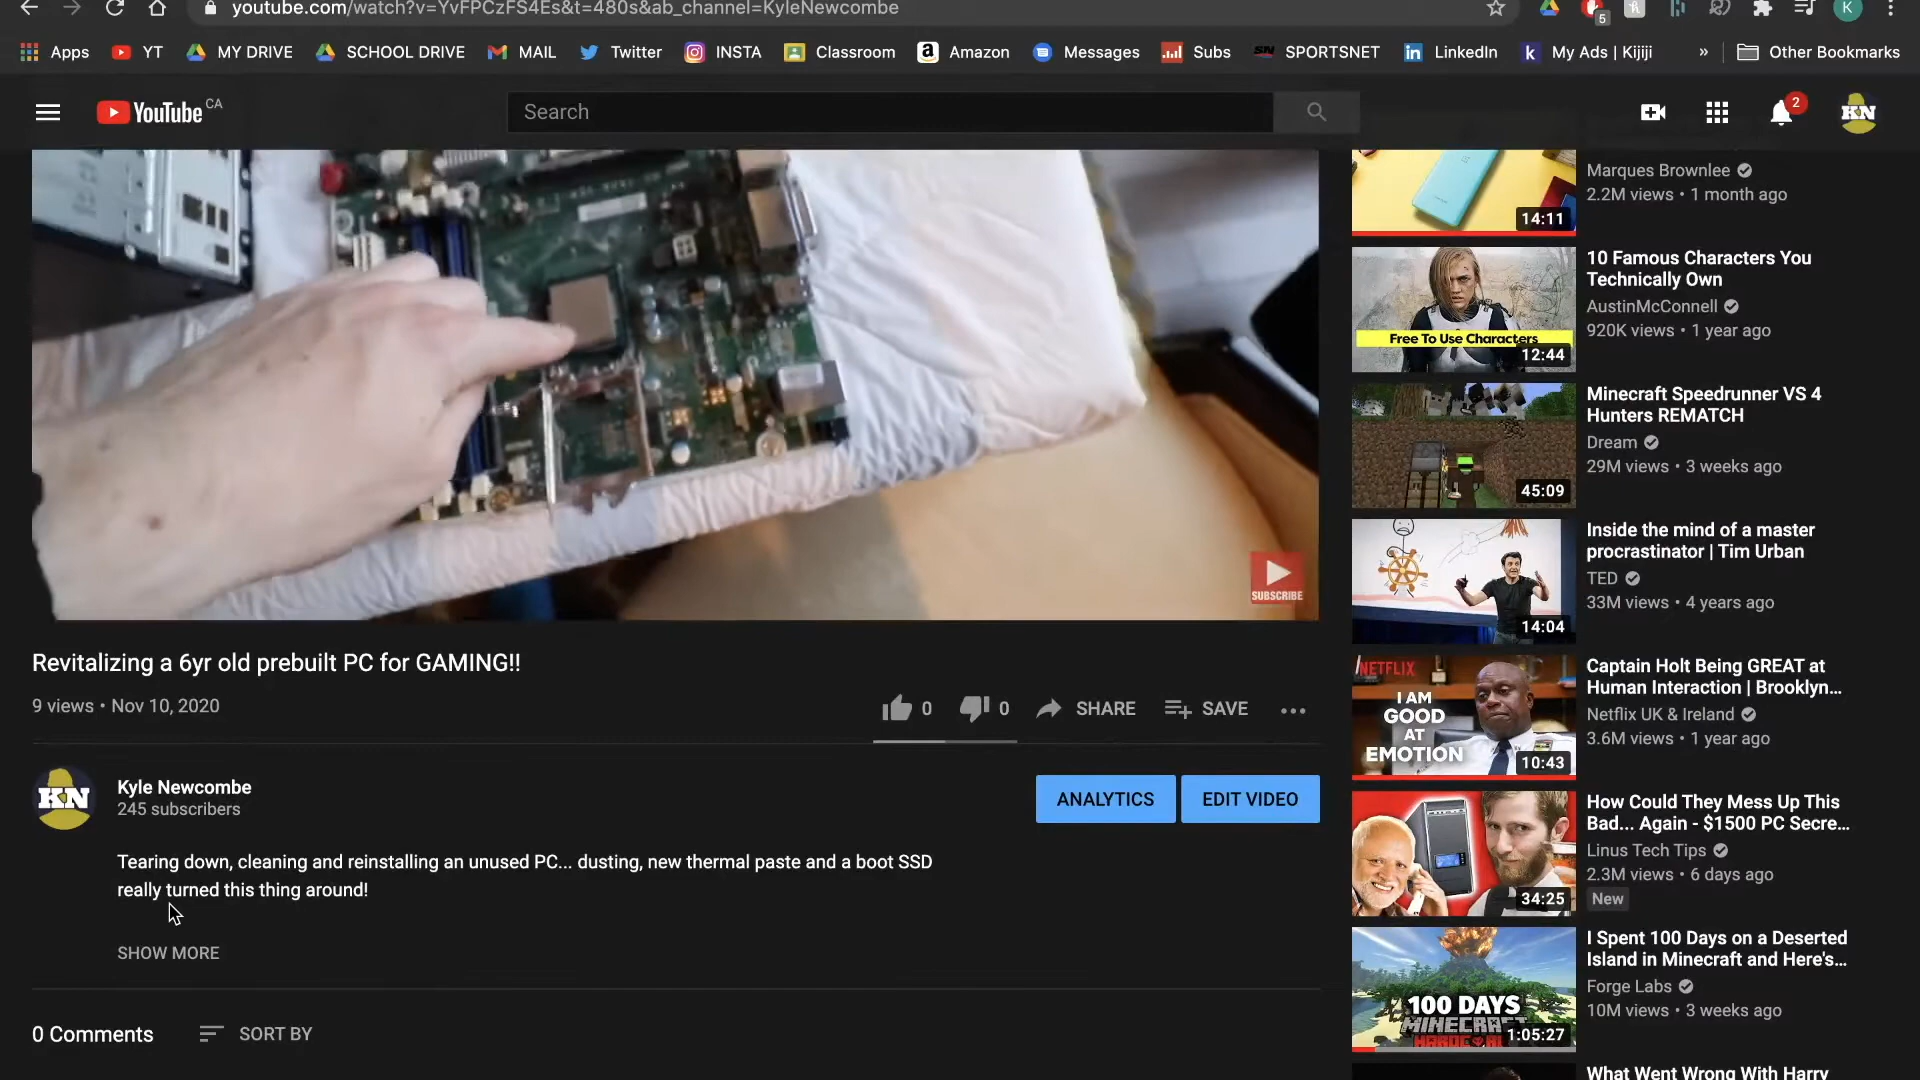 youtube.com/watch?v=YvFPCzFS4Es&t=480s&ab_channel=KyleNewcombe
5
K
Apps
YT
MY DRIVE
SCHOOL DRIVE
MAIL
Twitter
INSTA
Classroom
Amazon
Messages
Subs
SPORTSNET
LinkedIn
My Ads | Kijiji
»
Other Bookmarks
YouTube CA
Search
2
KN
SUBSCRIBE
Revitalizing a 6yr old prebuilt PC for GAMING!!
9 views • Nov 10, 2020
0
0
SHARE
SAVE
KN
Kyle Newcombe
245 subscribers
ANALYTICS
EDIT VIDEO
Tearing down, cleaning and reinstalling an unused PC... dusting, new thermal paste and a boot SSD
really turned this thing around!
SHOW MORE
0 Comments
SORT BY
14:11
Marques Brownlee
2.2M views • 1 month ago
Free To Use Characters
12:44
10 Famous Characters You
Technically Own
AustinMcConnell
920K views • 1 year ago
45:09
Minecraft Speedrunner VS 4
Hunters REMATCH
Dream
29M views • 3 weeks ago
14:04
Inside the mind of a master
procrastinator | Tim Urban
TED
33M views • 4 years ago
NETFLIX
I AM
GOOD
AT
EMOTION
10:43
Captain Holt Being GREAT at
Human Interaction | Brooklyn...
Netflix UK & Ireland
3.6M views • 1 year ago
34:25
How Could They Mess Up This
Bad... Again - $1500 PC Secre...
Linus Tech Tips
2.3M views • 6 days ago
New
100 DAYS
MINECRAFT
1:05:27
I Spent 100 Days on a Deserted
Island in Minecraft and Here's...
Forge Labs
10M views • 3 weeks ago
What Went Wrong With Harry